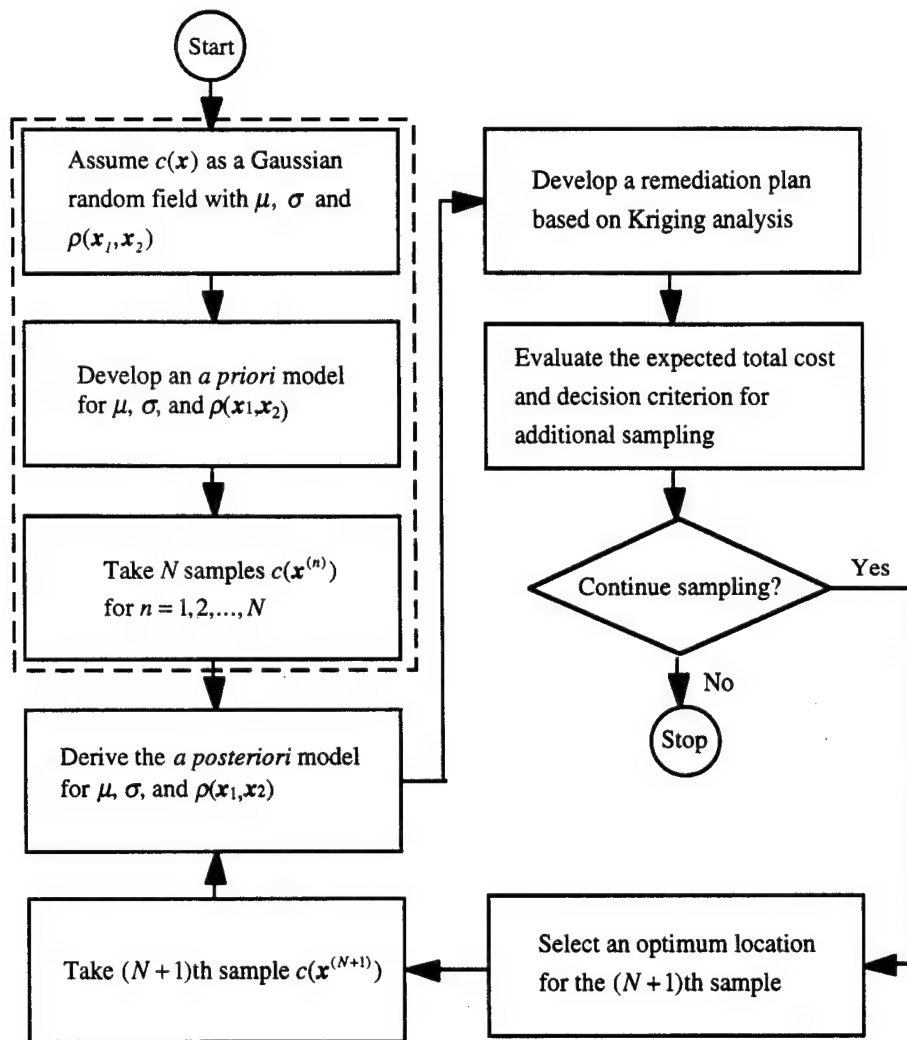 Start
Assume c(x) as a Gaussian
random field with μ, σ and
ρ(x₁,x₂)
Develop an a priori model
for μ, σ, and ρ(x1,x2)
Take N samples c(x⁽ⁿ⁾)
for n = 1,2,...,N
Derive the a posteriori model
for μ, σ, and ρ(x1,x2)
Develop a remediation plan
based on Kriging analysis
Evaluate the expected total cost
and decision criterion for
additional sampling
Continue sampling?
Yes
No
Stop
Select an optimum location
for the (N+1)th sample
Take (N+1)th sample c(x⁽ᴺ⁺¹⁾)